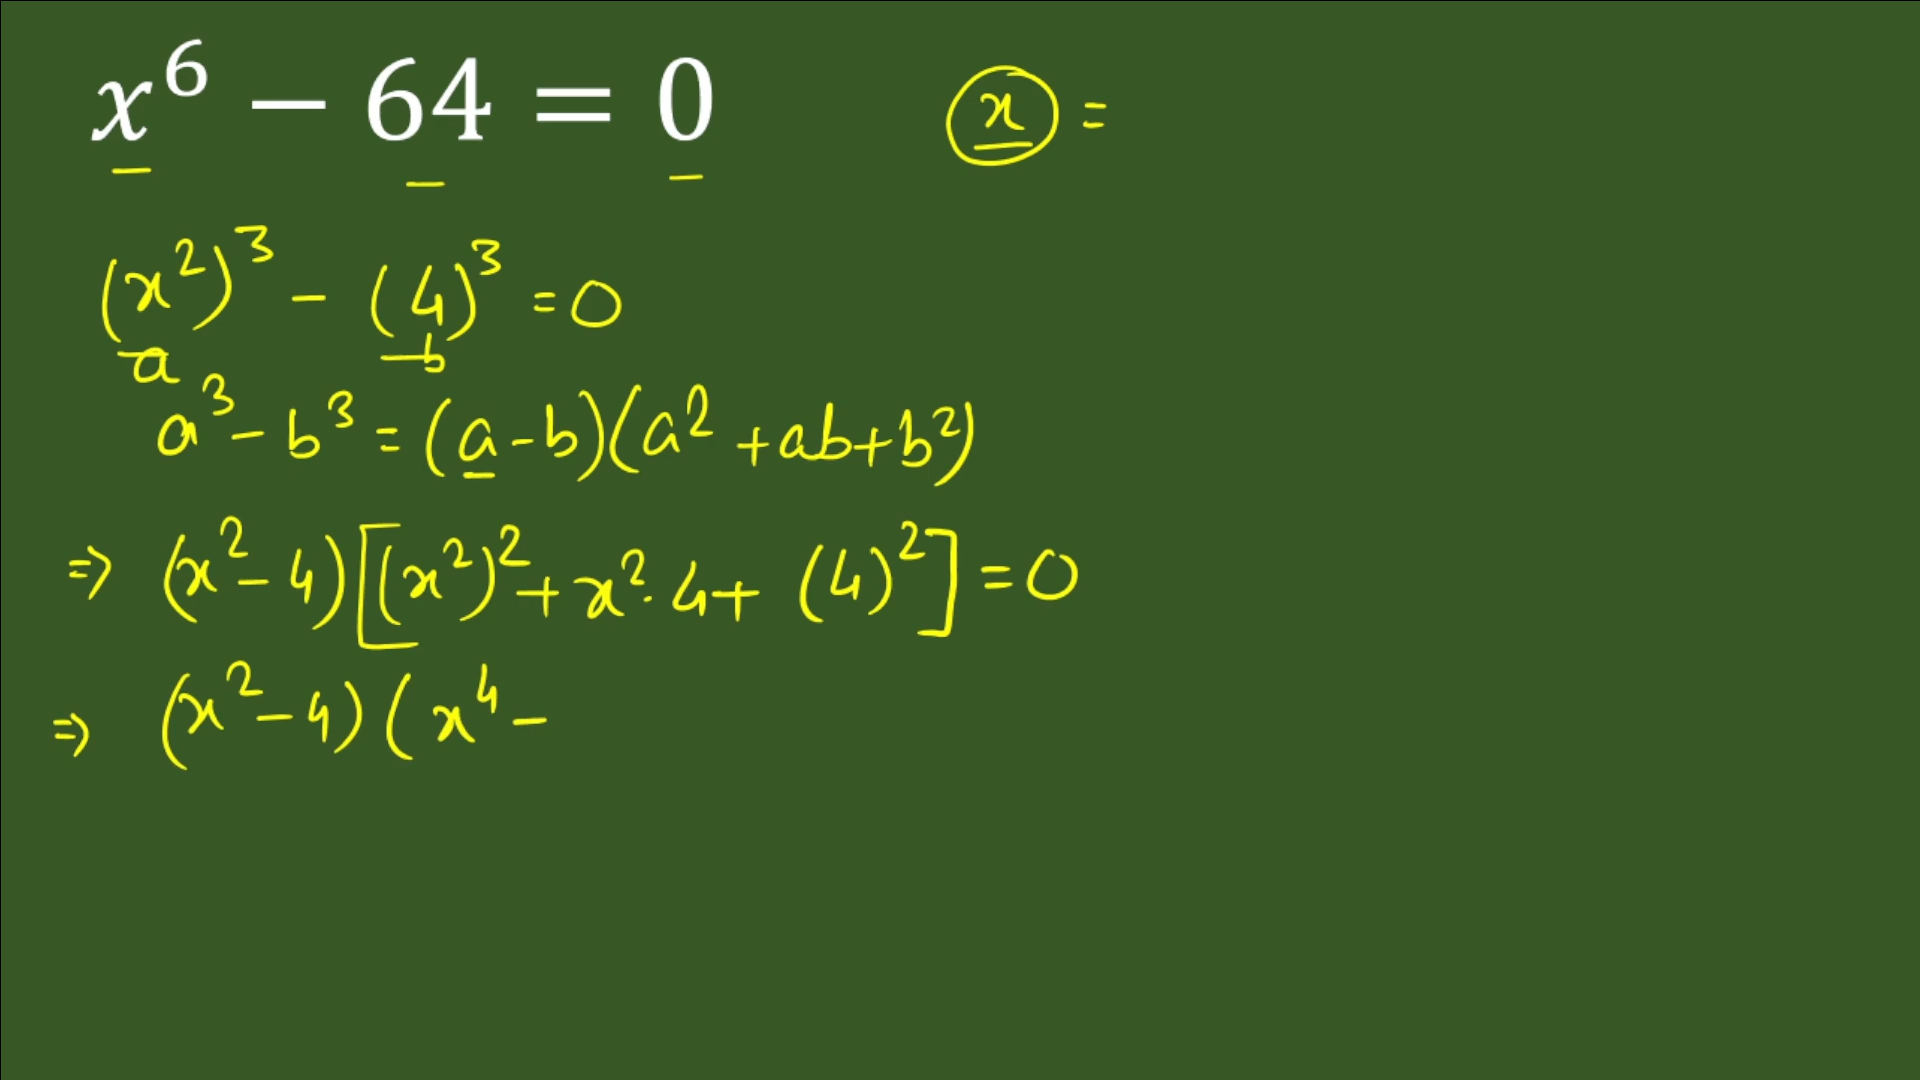 x⁶ − 64 = 0
x =
(x²)³ − (4)³ = 0
a b
a³ − b³ = (a − b)(a² + ab + b²)
⇒ (x² − 4)[(x²)² + x². 4 + (4)²] = 0
⇒ (x² − 4)(x⁴ −